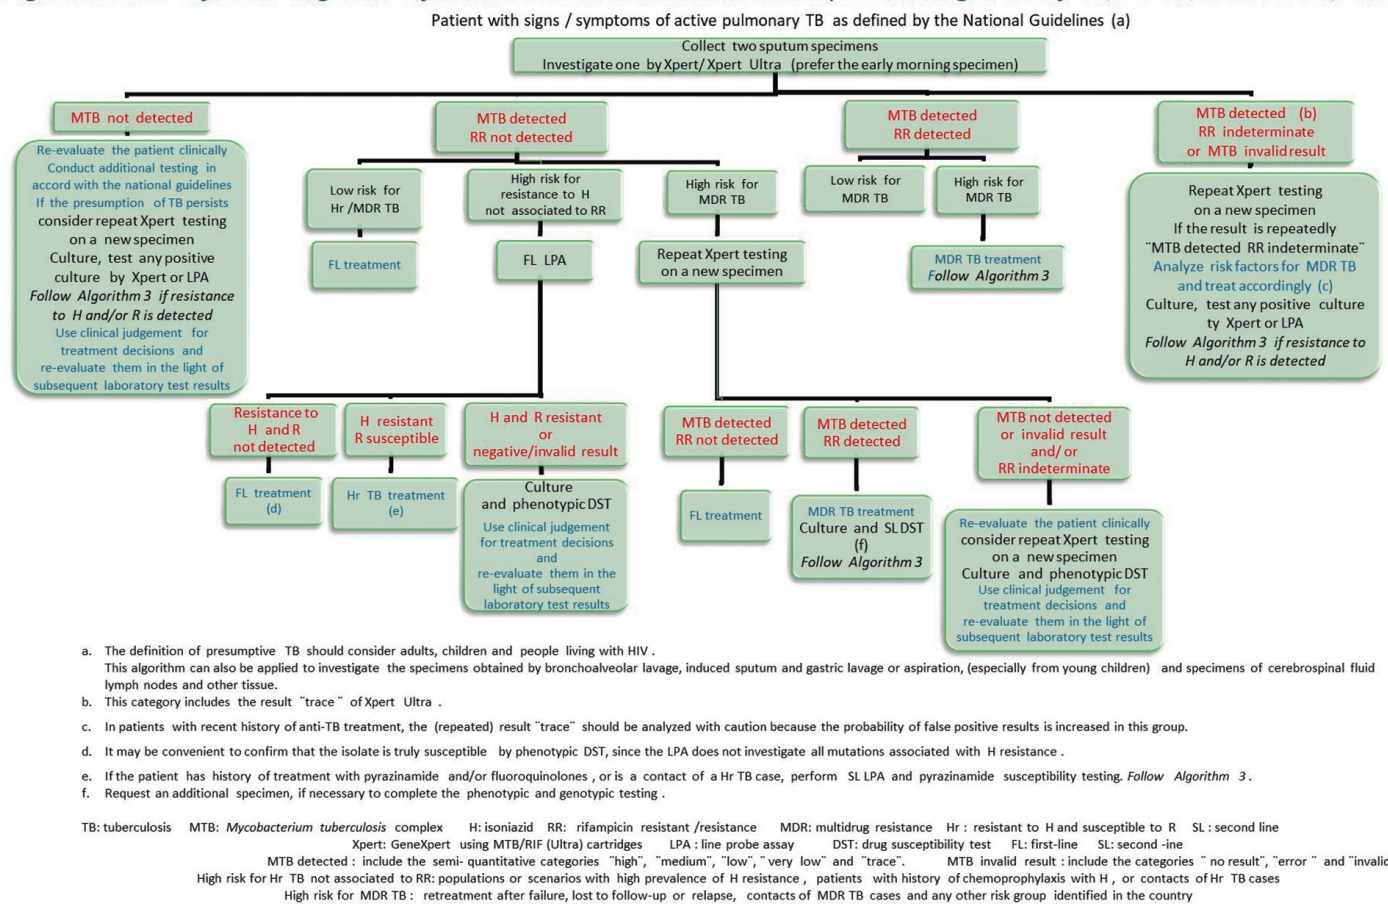 Patient with signs / symptoms of active pulmonary TB as defined by the National Guidelines (a)
Collect two sputum specimens
Investigate one by Xpert/ Xpert Ultra (prefer the early morning specimen)
MTB not detected
Re-evaluate the patient clinically
Conduct additional testing in
accord with the national guidelines
If the presumption of TB persists
consider repeat Xpert testing
on a new specimen
Culture, test any positive
culture by Xpert or LPA
Follow Algorithm 3 if resistance
to H and/or R is detected
Use clinical judgement for
treatment decisions and
re-evaluate them in the light of
subsequent laboratory test results
MTB detected
RR not detected
Low risk for
Hr /MDR TB
FL treatment
High risk for
resistance to H
not associated to RR
FL LPA
High risk for
MDR TB
Repeat Xpert testing
on a new specimen
MTB detected
RR detected
Low risk for
MDR TB
High risk for
MDR TB
MDR TB treatment
Follow Algorithm 3
MTB detected (b)
RR indeterminate
or MTB invalid result
Repeat Xpert testing
on a new specimen
If the result is repeatedly
¨MTB detected RR indeterminate¨
Analyze risk factors for MDR TB
and treat accordingly (c)
Culture, test any positive culture
ty Xpert or LPA
Follow Algorithm 3 if resistance to
H and/or R is detected
Resistance to
H and R
not detected
FL treatment
(d)
H resistant
R susceptible
Hr TB treatment
(e)
H and R resistant
or
negative/invalid result
Culture
and phenotypic DST
Use clinical judgement
for treatment decisions
and
re-evaluate them in the
light of subsequent
laboratory test results
MTB detected
RR not detected
FL treatment
MTB detected
RR detected
MDR TB treatment
Culture and SL DST
(f)
Follow Algorithm 3
MTB not detected
or invalid result
and/ or
RR indeterminate
Re-evaluate the patient clinically
consider repeat Xpert testing
on a new specimen
Culture and phenotypic DST
Use clinical judgement for
treatment decisions and
re-evaluate them in the light of
subsequent laboratory test results
a. The definition of presumptive TB should consider adults, children and people living with HIV .
This algorithm can also be applied to investigate the specimens obtained by bronchoalveolar lavage, induced sputum and gastric lavage or aspiration, (especially from young children) and specimens of cerebrospinal fluid
lymph nodes and other tissue.
b. This category includes the result ¨trace ¨ of Xpert Ultra .
c. In patients with recent history of anti-TB treatment, the (repeated) result ¨trace¨ should be analyzed with caution because the probability of false positive results is increased in this group.
d. It may be convenient to confirm that the isolate is truly susceptible by phenotypic DST, since the LPA does not investigate all mutations associated with H resistance .
e. If the patient has history of treatment with pyrazinamide and/or fluoroquinolones , or is a contact of a Hr TB case, perform SL LPA and pyrazinamide susceptibility testing. Follow Algorithm 3 .
f. Request an additional specimen, if necessary to complete the phenotypic and genotypic testing .
TB: tuberculosis MTB: Mycobacterium tuberculosis complex H: isoniazid RR: rifampicin resistant /resistance MDR: multidrug resistance Hr : resistant to H and susceptible to R SL : second line
Xpert: GeneXpert using MTB/RIF (Ultra) cartridges LPA : line probe assay DST: drug susceptibility test FL: first-line SL: second -ine
MTB detected : include the semi- quantitative categories ¨high¨, ¨medium¨, ¨low¨, ¨ very low¨ and ¨trace¨. MTB invalid result : include the categories ¨ no result¨, ¨error ¨ and ¨invalid
High risk for Hr TB not associated to RR: populations or scenarios with high prevalence of H resistance , patients with history of chemoprophylaxis with H , or contacts of Hr TB cases
High risk for MDR TB : retreatment after failure, lost to follow-up or relapse, contacts of MDR TB cases and any other risk group identified in the country